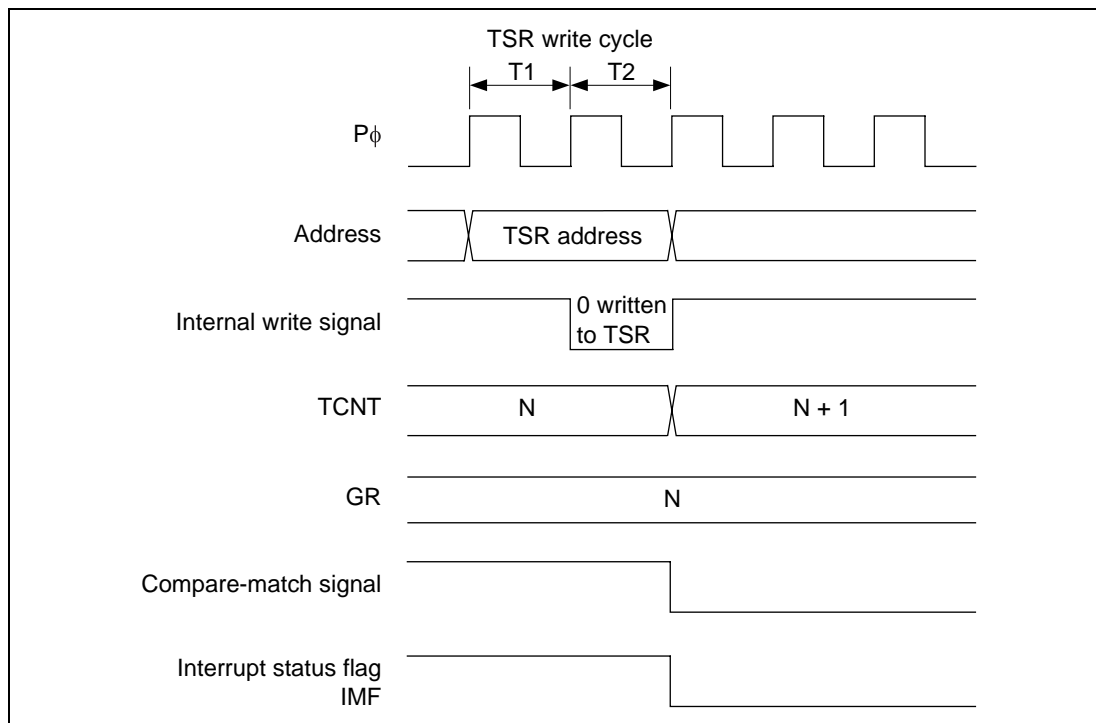 TSR write cycle
T1 T2
Pϕ
Address
TSR address
Internal write signal
0 written
to TSR
TCNT
N
N + 1
GR
N
Compare-match signal
Interrupt status flag
IMF